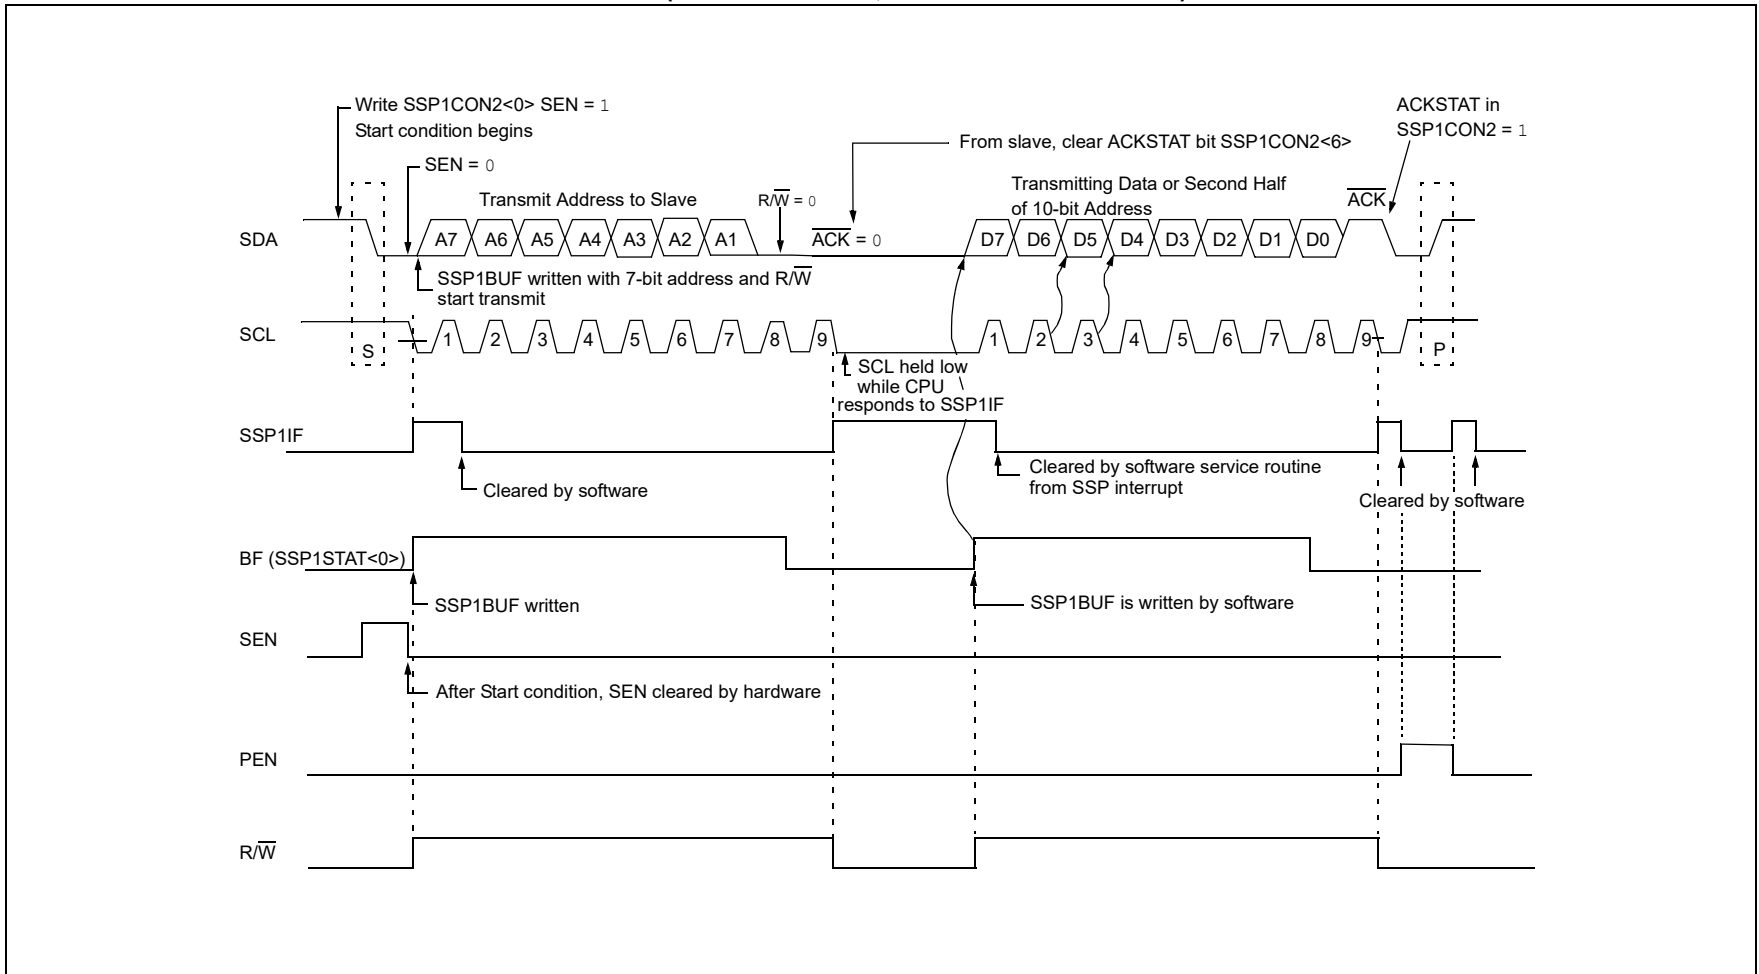 Write SSP1CON2<0> SEN = 1
Start condition begins
ACKSTAT in
SSP1CON2 = 1
From slave, clear ACKSTAT bit SSP1CON2<6>
SEN = 0
Transmit Address to Slave
R/W = 0
Transmitting Data or Second Half
of 10-bit Address
ACK
SDA
A7 A6 A5 A4 A3 A2 A1
ACK = 0
D7 D6 D5 D4 D3 D2 D1 D0
SSP1BUF written with 7-bit address and R/W
start transmit
SCL
1 2 3 4 5 6 7 8 9
1 2 3 4 5 6 7 8 9
S
P
SCL held low
while CPU
responds to SSP1IF
SSP1IF
Cleared by software
Cleared by software service routine
from SSP interrupt
Cleared by software
BF (SSP1STAT<0>)
SSP1BUF written
SSP1BUF is written by software
SEN
After Start condition, SEN cleared by hardware
PEN
R/W